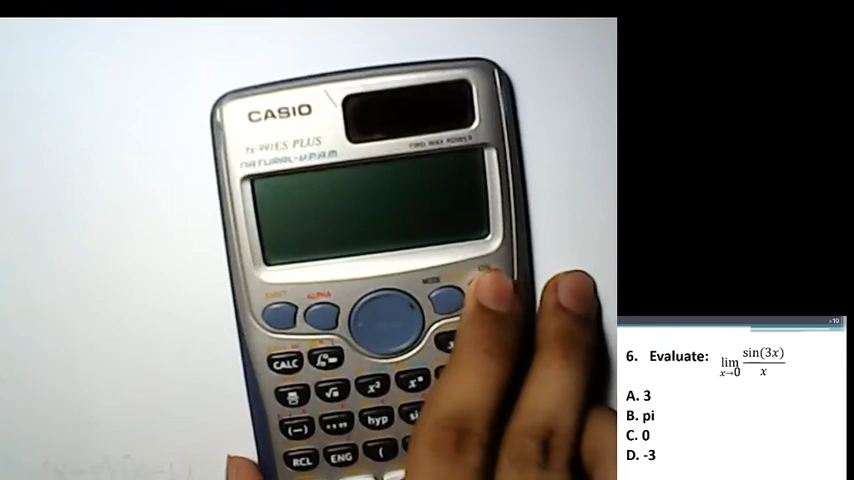 CASIO
fx-991ES PLUS
NATURAL-V.P.A.M.
TWO WAY POWER
SHIFT
ALPHA
MODE
ON
CALC
x²
(−)
hyp
RCL
ENG
(
6. Evaluate: lim x→0 sin(3x)/x
A. 3
B. pi
C. 0
D. -3